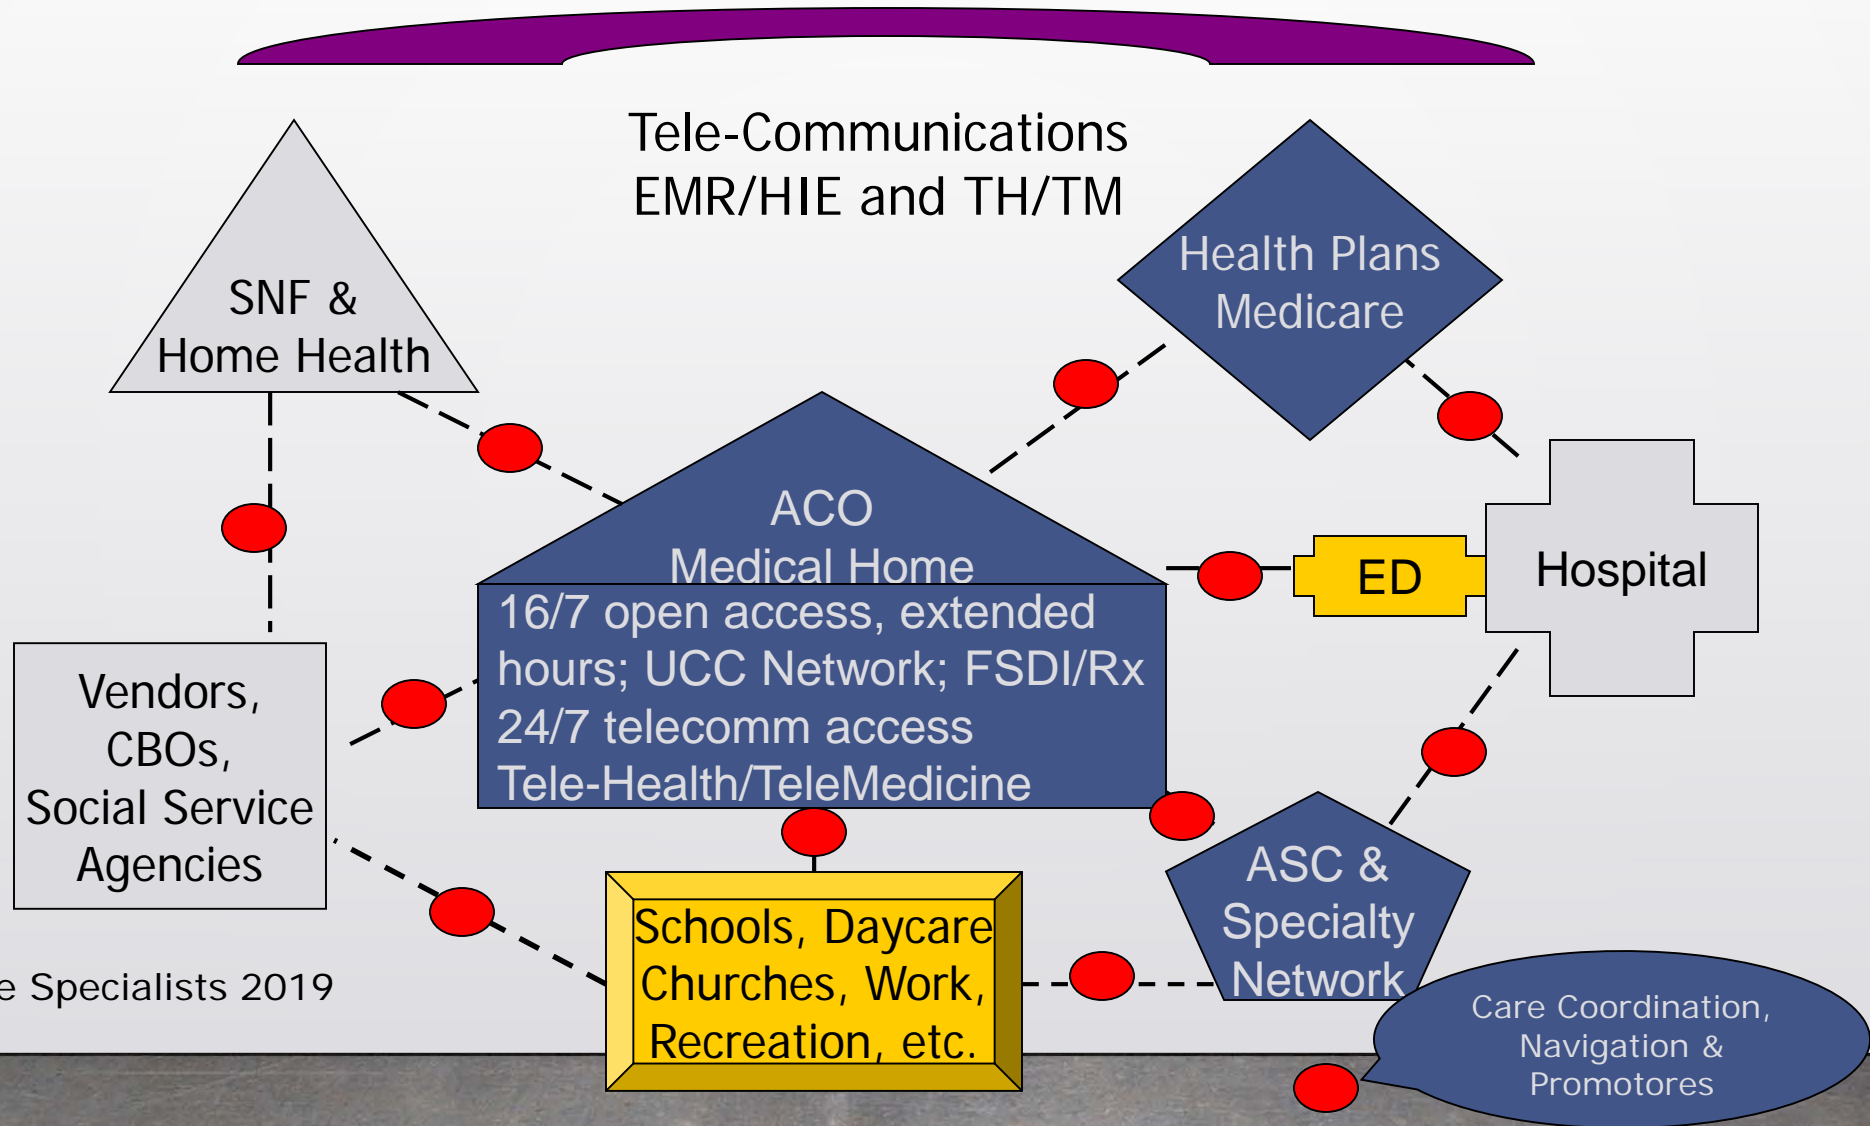 Tele-Communications
EMR/HIE and TH/TM
SNF &
Home Health
Health Plans
Medicare
ACO
Medical Home
16/7 open access, extended
hours; UCC Network; FSDI/Rx
24/7 telecomm access
Tele-Health/TeleMedicine
ED
Hospital
Vendors,
CBOs,
Social Service
Agencies
Schools, Daycare
Churches, Work,
Recreation, etc.
ASC &
Specialty
Network
e Specialists 2019
Care Coordination,
Navigation &
Promotores